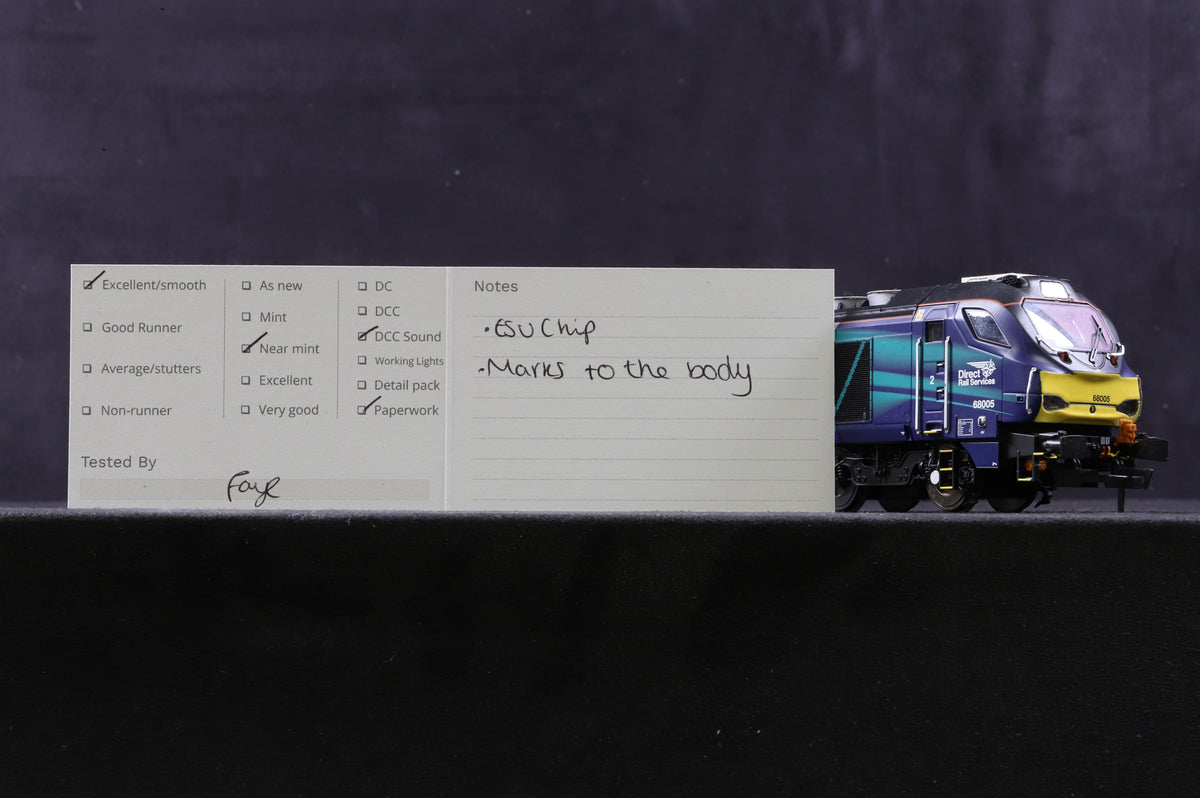 Excellent/smooth
Good Runner
Average/stutters
Non-runner
As new
Mint
Near mint
Excellent
Very good
DC
DCC
DCC Sound
Working Lights
Detail pack
Paperwork
Tested By
Faye
Notes
• ESU Chip
• Marks to the body
2
Direct
Rail Services
68005
68005